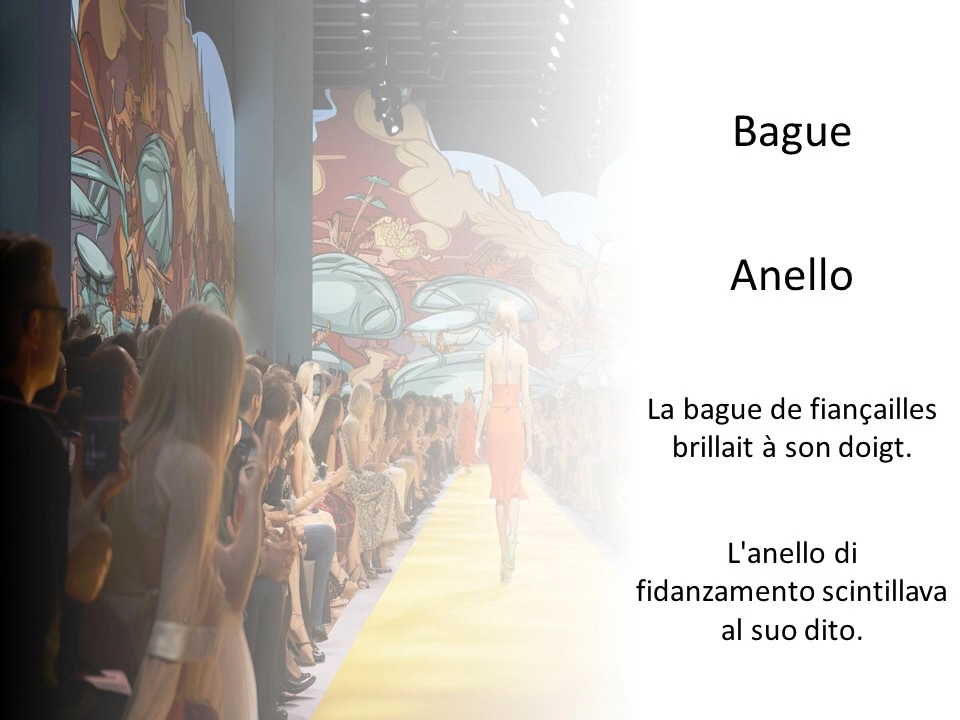 Bague
Anello
La bague de fiançailles
brillait à son doigt.
L'anello di
fidanzamento scintillava
al suo dito.